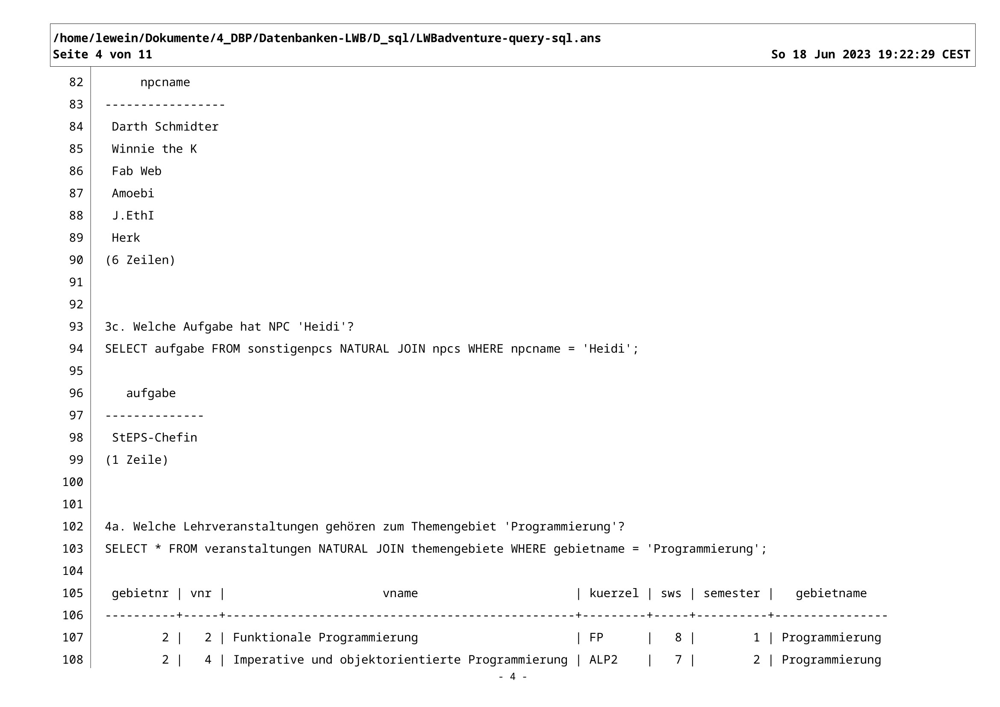 /home/lewein/Dokumente/4_DBP/Datenbanken-LWB/D_sql/LWBadventure-query-sql.ans
Seite 4 von 11 So 18 Jun 2023 19:22:29 CEST
82      npcname
83 -----------------
84  Darth Schmidter
85  Winnie the K
86  Fab Web
87  Amoebi
88  J.EthI
89  Herk
90 (6 Zeilen)
91
92
93 3c. Welche Aufgabe hat NPC 'Heidi'?
94 SELECT aufgabe FROM sonstigenpcs NATURAL JOIN npcs WHERE npcname = 'Heidi';
95
96    aufgabe
97 --------------
98  StEPS-Chefin
99 (1 Zeile)
100
101
102 4a. Welche Lehrveranstaltungen gehören zum Themengebiet 'Programmierung'?
103 SELECT * FROM veranstaltungen NATURAL JOIN themengebiete WHERE gebietname = 'Programmierung';
104
105  gebietnr | vnr |                      vname                      | kuerzel | sws | semester |   gebietname
106 ----------+-----+-------------------------------------------------+---------+-----+----------+----------------
107         2 |   2 | Funktionale Programmierung                      | FP      |   8 |        1 | Programmierung
108         2 |   4 | Imperative und objektorientierte Programmierung | ALP2    |   7 |        2 | Programmierung
- 4 -